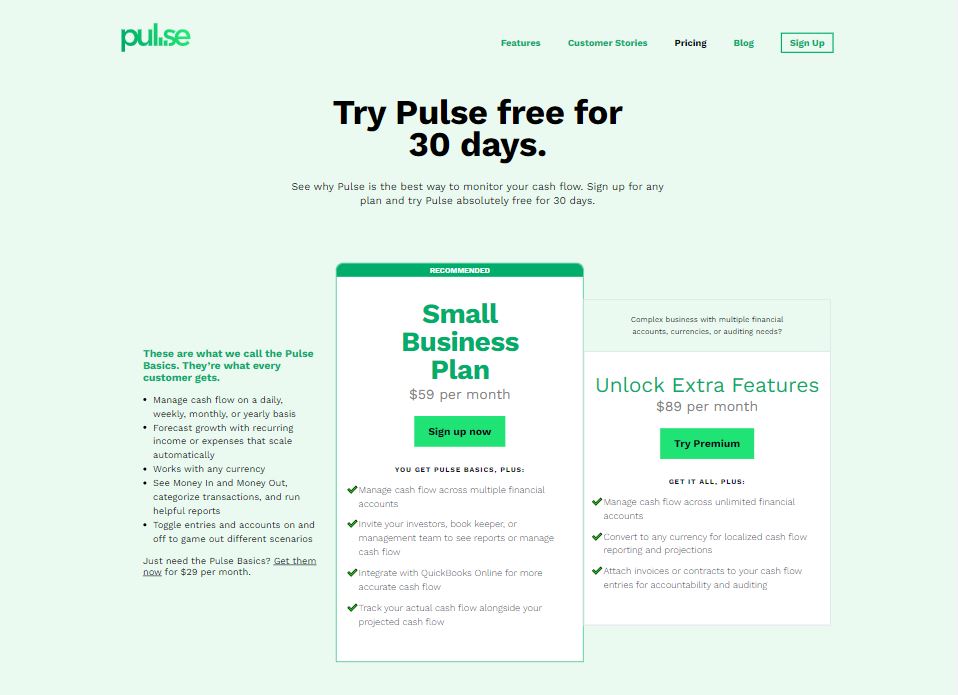 pulse
Features
Customer Stories
Pricing
Blog
Sign Up
Try Pulse free for
30 days.
See why Pulse is the best way to monitor your cash flow. Sign up for any
plan and try Pulse absolutely free for 30 days.
These are what we call the Pulse
Basics. They're what every
customer gets.
Manage cash flow on a daily,
weekly, monthly, or yearly basis
Forecast growth with recurring
income or expenses that scale
automatically
Works with any currency
See Money In and Money Out,
categorize transactions, and run
helpful reports
Toggle entries and accounts on and
off to game out different scenarios
Just need the Pulse Basics? Get them
now for $29 per month.
RECOMMENDED
Small
Business
Plan
$59 per month
Sign up now
YOU GET PULSE BASICS, PLUS:
Manage cash flow across multiple financial
accounts
Invite your investors, book keeper, or
management team to see reports or manage
cash flow
Integrate with QuickBooks Online for more
accurate cash flow
Track your actual cash flow alongside your
projected cash flow
Complex business with multiple financial
accounts, currencies, or auditing needs?
Unlock Extra Features
$89 per month
Try Premium
GET IT ALL, PLUS:
Manage cash flow across unlimited financial
accounts
Convert to any currency for localized cash flow
reporting and projections
Attach invoices or contracts to your cash flow
entries for accountability and auditing